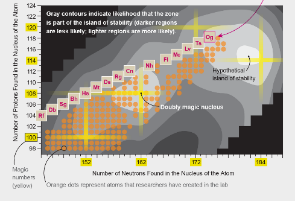 Gray contours indicate likelihood that the zone
is part of the island of stability (darker regions
are less likely; lighter regions are more likely).
Number of Protons Found in the Nucleus of the Atom
120
118
116
114
112
110
108
106
104
102
100
98
Rf
Db
Sg
Bh
Hs
Mt
Ds
Rg
Cn
Nh
Fl
Mc
Lv
Ts
Og
Hypothetical
island of stability
Doubly magic nucleus
152
162
172
184
Magic
numbers
(yellow)
Number of Neutrons Found in the Nucleus of the Atom
Orange dots represent atoms that researchers have created in the lab